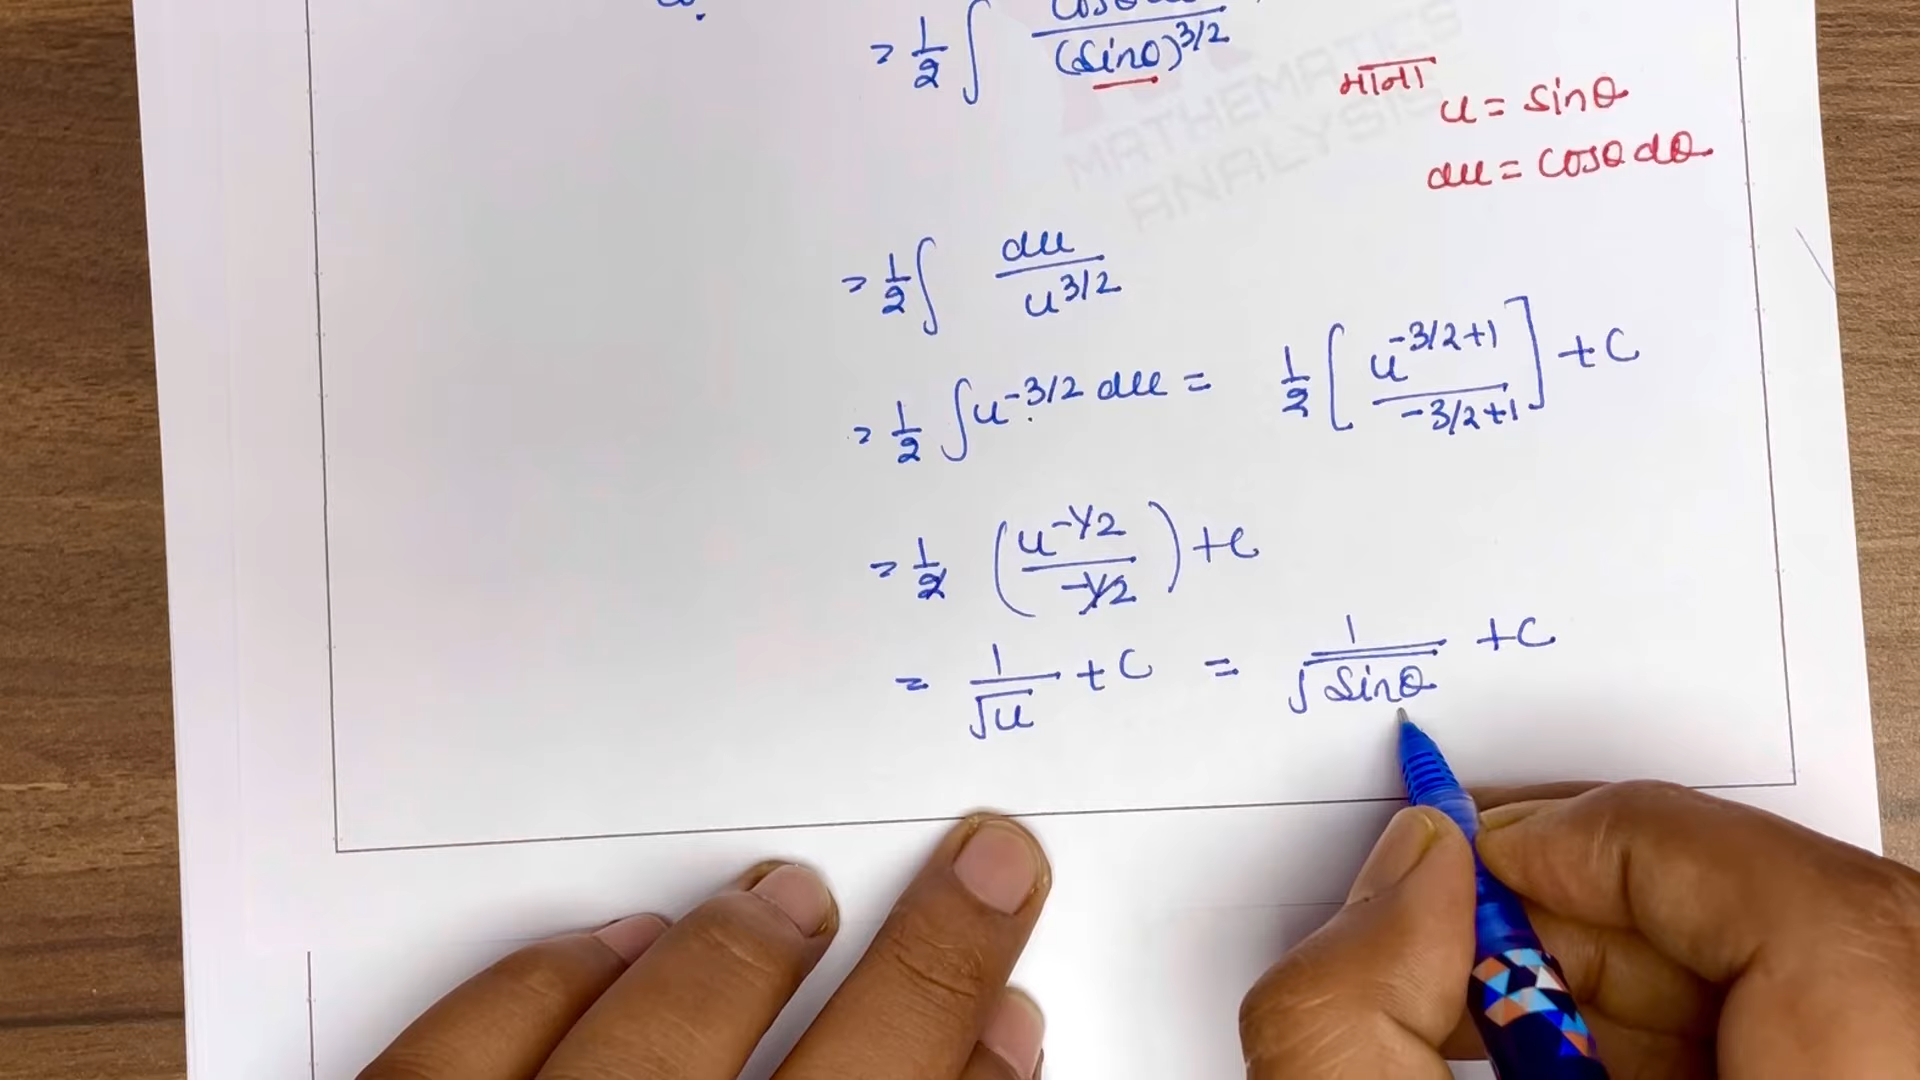 = 1/2 ∫ cosθ dθ / (sinθ)^3/2
माना
u = sinθ
du = cosθ dθ
MATHEMATICS
ANALYSIS
= 1/2 ∫ du / u^3/2
= 1/2 ∫ u^-3/2 du = 1/2 [ u^-3/2+1 / -3/2+1 ] + C
= 1/2 ( u^-1/2 / -1/2 ) + C
= 1/√u + C = 1/√sinθ + C